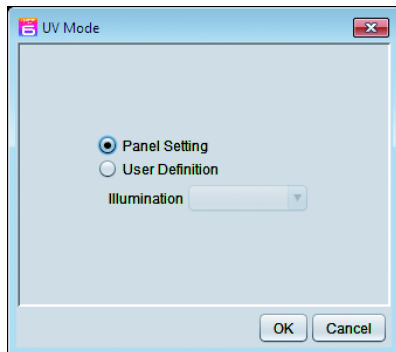 UV Mode
Panel Setting
User Definition
Illumination
OK Cancel